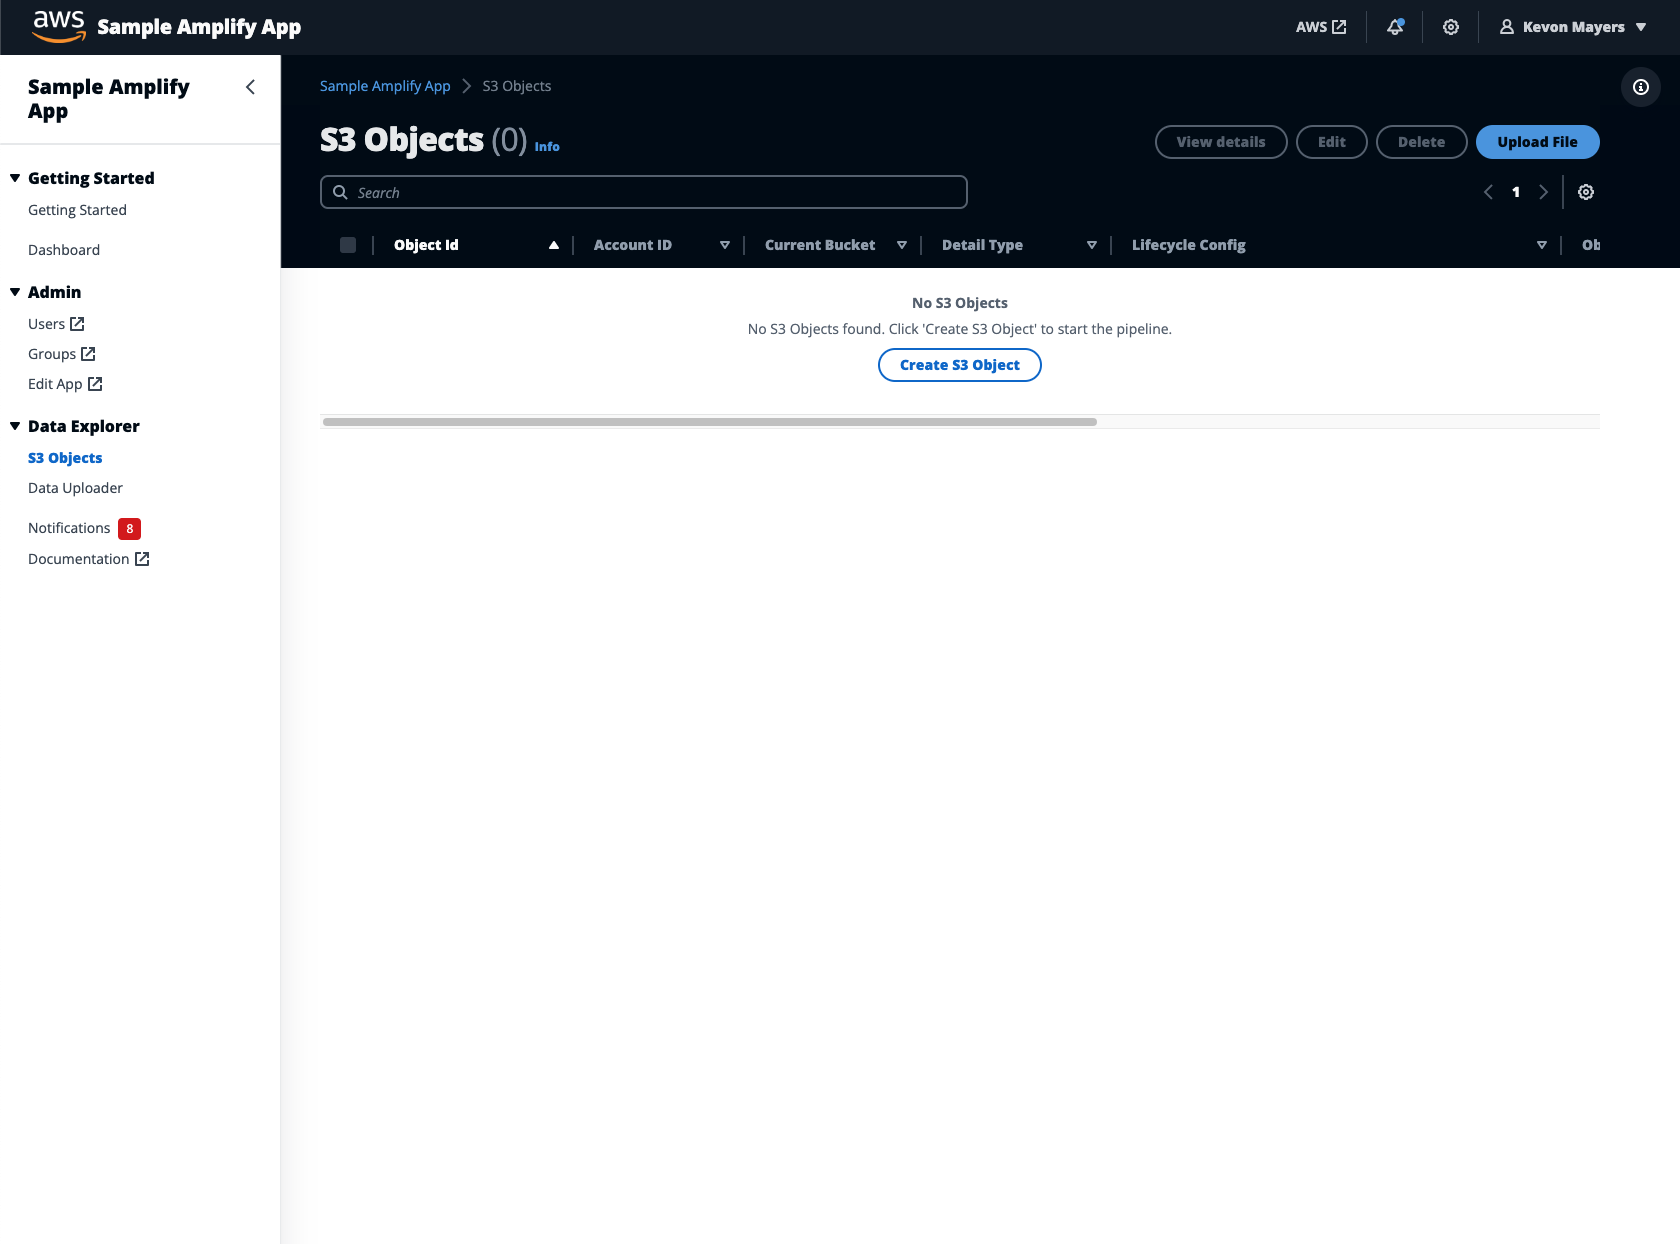 aws Sample Amplify App AWS Kevon Mayers
Sample Amplify
App
Getting Started
Getting Started
Dashboard
Admin
Users
Groups
Edit App
Data Explorer
S3 Objects
Data Uploader
Notifications 8
Documentation
Sample Amplify App S3 Objects
S3 Objects (0) Info View details Edit Delete Upload File
Search 1
Object Id Account ID Current Bucket Detail Type Lifecycle Config Ob
No S3 Objects
No S3 Objects found. Click 'Create S3 Object' to start the pipeline.
Create S3 Object